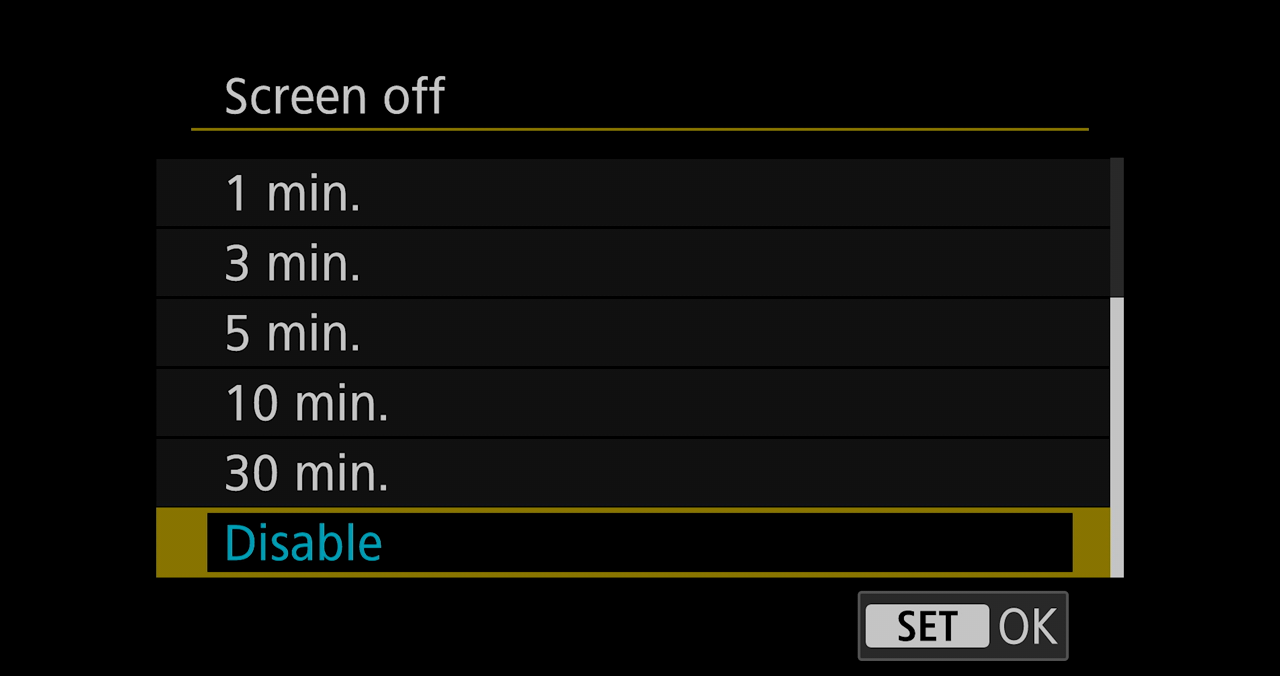 Screen off
1 min.
3 min.
5 min.
10 min.
30 min.
Disable
SET OK